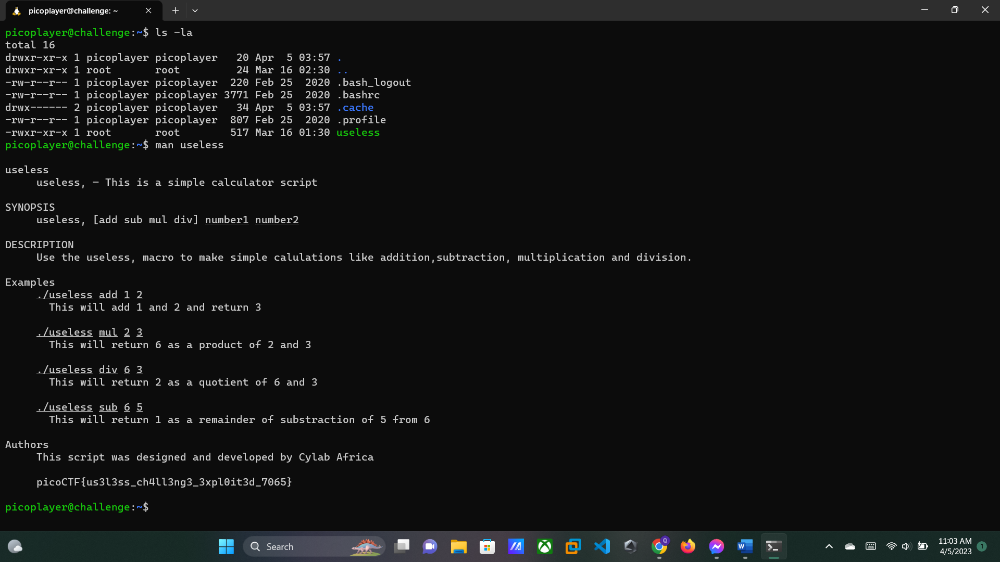 picoplayer@challenge: ~
picoplayer@challenge:~$ ls -la
total 16
drwxr-xr-x 1 picoplayer picoplayer   20 Apr  5 03:57 .
drwxr-xr-x 1 root       root         24 Mar 16 02:30 ..
-rw-r--r-- 1 picoplayer picoplayer  220 Feb 25  2020 .bash_logout
-rw-r--r-- 1 picoplayer picoplayer 3771 Feb 25  2020 .bashrc
drwx------ 2 picoplayer picoplayer   34 Apr  5 03:57 .cache
-rw-r--r-- 1 picoplayer picoplayer  807 Feb 25  2020 .profile
-rwxr-xr-x 1 root       root        517 Mar 16 01:30 useless
picoplayer@challenge:~$ man useless
useless
useless, — This is a simple calculator script
SYNOPSIS
useless, [add sub mul div] number1 number2
DESCRIPTION
Use the useless, macro to make simple calulations like addition,subtraction, multiplication and division.
Examples
./useless add 1 2
This will add 1 and 2 and return 3
./useless mul 2 3
This will return 6 as a product of 2 and 3
./useless div 6 3
This will return 2 as a quotient of 6 and 3
./useless sub 6 5
This will return 1 as a remainder of substraction of 5 from 6
Authors
This script was designed and developed by Cylab Africa
picoCTF{us3l3ss_ch4ll3ng3_3xpl0it3d_7065}
picoplayer@challenge:~$
Search
11:03 AM
4/5/2023
1